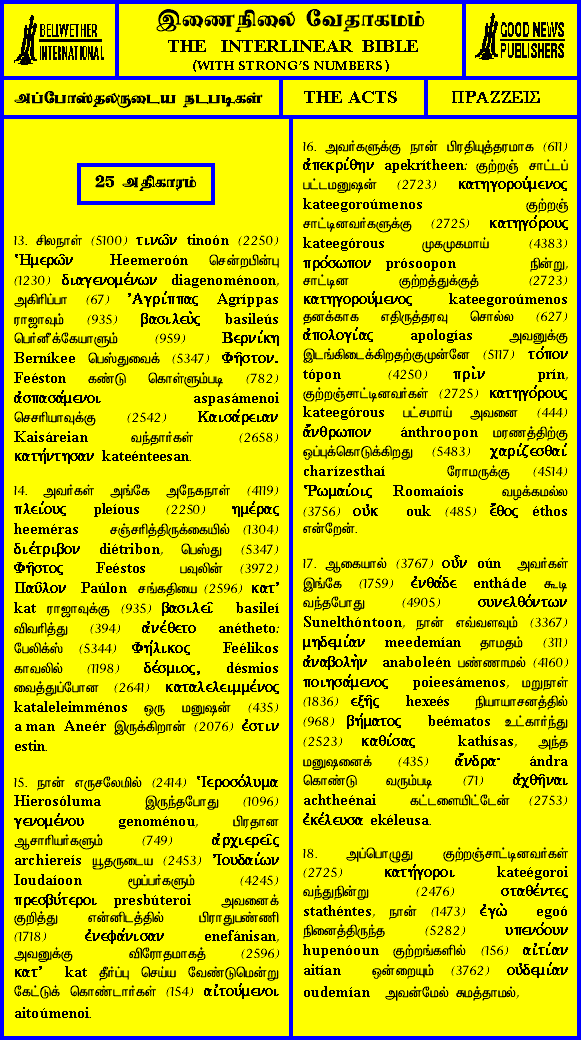 BELLWETHER
INTERNATIONAL
இணைநிலை வேதாகமம்
THE INTERLINEAR BIBLE
(WITH STRONG'S NUMBERS)
GOOD NEWS
PUBLISHERS
அப்போஸ்தலருடைய நடபடிகள்
THE ACTS
ΠΡΑΖΖΕΙΣ
25 அதிகாரம்
13. சிலநாள் (5100) τινῶν tinoón (2250)
Ἡμερῶν Heemeroón சென்றபின்பு
(1230) διαγενομένων diagenoménoon,
அகிரிப்பா (67) Ἀγρίππας Agríppas
ராஜாவும் (935) βασιλεὺς basileús
பெர்னீக்கேயாளும் (959) Βερνίκη
Berníkee பெஸ்துவைக் (5347) Φῆστον.
Feéston கண்டு கொள்ளும்படி (782)
ἀσπασάμενοι aspasámenoi
செசரியாவுக்கு (2542) Καισάρειαν
Kaisáreian வந்தார்கள் (2658)
κατήντησαν kateénteesan.
14. அவர்கள் அங்கே அநேகநாள் (4119)
πλείους pleíous (2250) ημέρας
heeméras சஞ்சரித்திருக்கையில் (1304)
διέτριβον diétribon, பெஸ்து (5347)
Φῆστος Feéstos பவுலின் (3972)
Παῦλον Paúlon சங்கதியை (2596) κατ'
kat ராஜாவுக்கு (935) βασιλεῖ basileí
விவரித்து (394) ἀνέθετο anétheto:
பேலிக்ஸ் (5344) Φήλικος Feélikos
காவலில் (1198) δέσμιος, désmios
வைத்துப்போன (2641) καταλελειμμένος
kataleleimménos ஒரு மனுஷன் (435)
a man Aneér இருக்கிறான் (2076) ἐστιν
estin.
15. நான் எருசலேமில் (2414) Ἱεροσόλυμα
Hierosóluma இருந்தபோது (1096)
γενομένου genoménou, பிரதான
ஆசாரியர்களும் (749) ἀρχιερεῖς
archiereís யூதருடைய (2453) Ἰουδαίων
Ioudaíoon மூப்பர்களும் (4245)
πρεσβύτεροι presbúteroi அவனைக்
குறித்து என்னிடத்தில் பிராதுபண்ணி
(1718) ἐνεφάνισαν enefánisan,
அவனுக்கு விரோதமாகத் (2596)
κατ' kat தீர்ப்பு செய்ய வேண்டுமென்று
கேட்டுக் கொண்டார்கள் (154) αἰτούμενοι
aitoúmenoi.
16. அவர்களுக்கு நான் பிரதியுத்தரமாக (611)
ἀπεκρίθην apekrítheen: குற்றஞ் சாட்டப்
பட்டமனுஷன் (2723) κατηγορούμενος
kateegoroúmenos குற்றஞ்
சாட்டினவர்களுக்கு (2725) κατηγόρους
kateegórous முகமுகமாய் (4383)
πρόσωπον prósoopon நின்று,
சாட்டின குற்றத்துக்குத் (2723)
κατηγορούμενος kateegoroúmenos
தனக்காக எதிருத்தரவு சொல்ல (627)
ἀπολογίας apologías அவனுக்கு
இடங்கிடைக்கிறதற்குமுன்னே (5117) τόπον
tópon (4250) πρὶν prín,
குற்றஞ்சாட்டினவர்கள் (2725) κατηγόρους
kateegórous பட்சமாய் அவனை (444)
ἄνθρωπον ánthroopon மரணத்திற்கு
ஒப்புக்கொடுக்கிறது (5483) χαρίζεσθαί
charízesthaí ரோமருக்கு (4514)
Ῥωμαίοις Roomaíois வழக்கமல்ல
(3756) οὐκ ouk (485) ἔθος éthos
என்றேன்.
17. ஆகையால் (3767) οὖν oún அவர்கள்
இங்கே (1759) ἐνθάδε entháde கூடி
வந்தபோது (4905) συνελθόντων
Sunelthóntoon, நான் எவ்வளவும் (3367)
μηδεμίαν meedemían தாமதம் (311)
ἀναβολὴν anaboleén பண்ணாமல் (4160)
ποιησάμενος poieesámenos, மறுநாள்
(1836) εξῆς hexeés நியாயாசனத்தில்
(968) βήματος beématos உட்கார்ந்து
(2523) καθίσας kathísas, அந்த
மனுஷனைக் (435) ἄνδρα· ándra
கொண்டு வரும்படி (71) ἀχθῆναι
achtheénai கட்டளையிட்டேன் (2753)
ἐκέλευσα ekéleusa.
18. அப்பொழுது குற்றஞ்சாட்டினவர்கள்
(2725) κατήγοροι kateégoroi
வந்துநின்று (2476) σταθέντες
stathéntes, நான் (1473) ἐγὼ egoó
நினைத்திருந்த (5282) υπενόουν
hupenóoun குற்றங்களில் (156) αἰτίαν
aitían ஒன்றையும் (3762) οὐδεμίαν
oudemían அவன்மேல் சுமத்தாமல்,